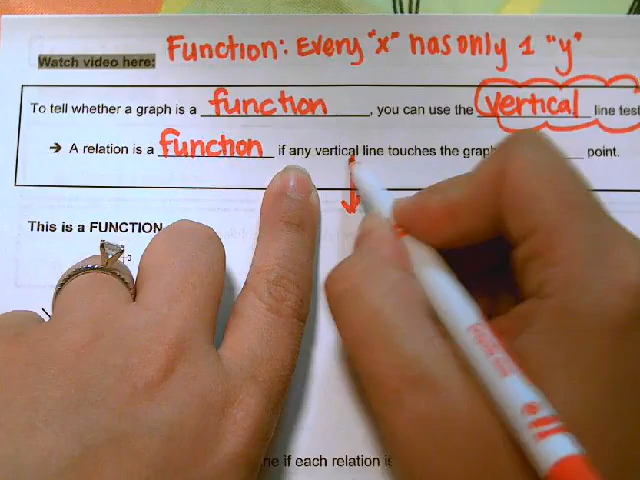 Function: Every "x" has only 1 "y"
Watch video here:
To tell whether a graph is a function, you can use the vertical line test
→ A relation is a function if any vertical line touches the graph point.
This is a FUNCTION
if each relation is